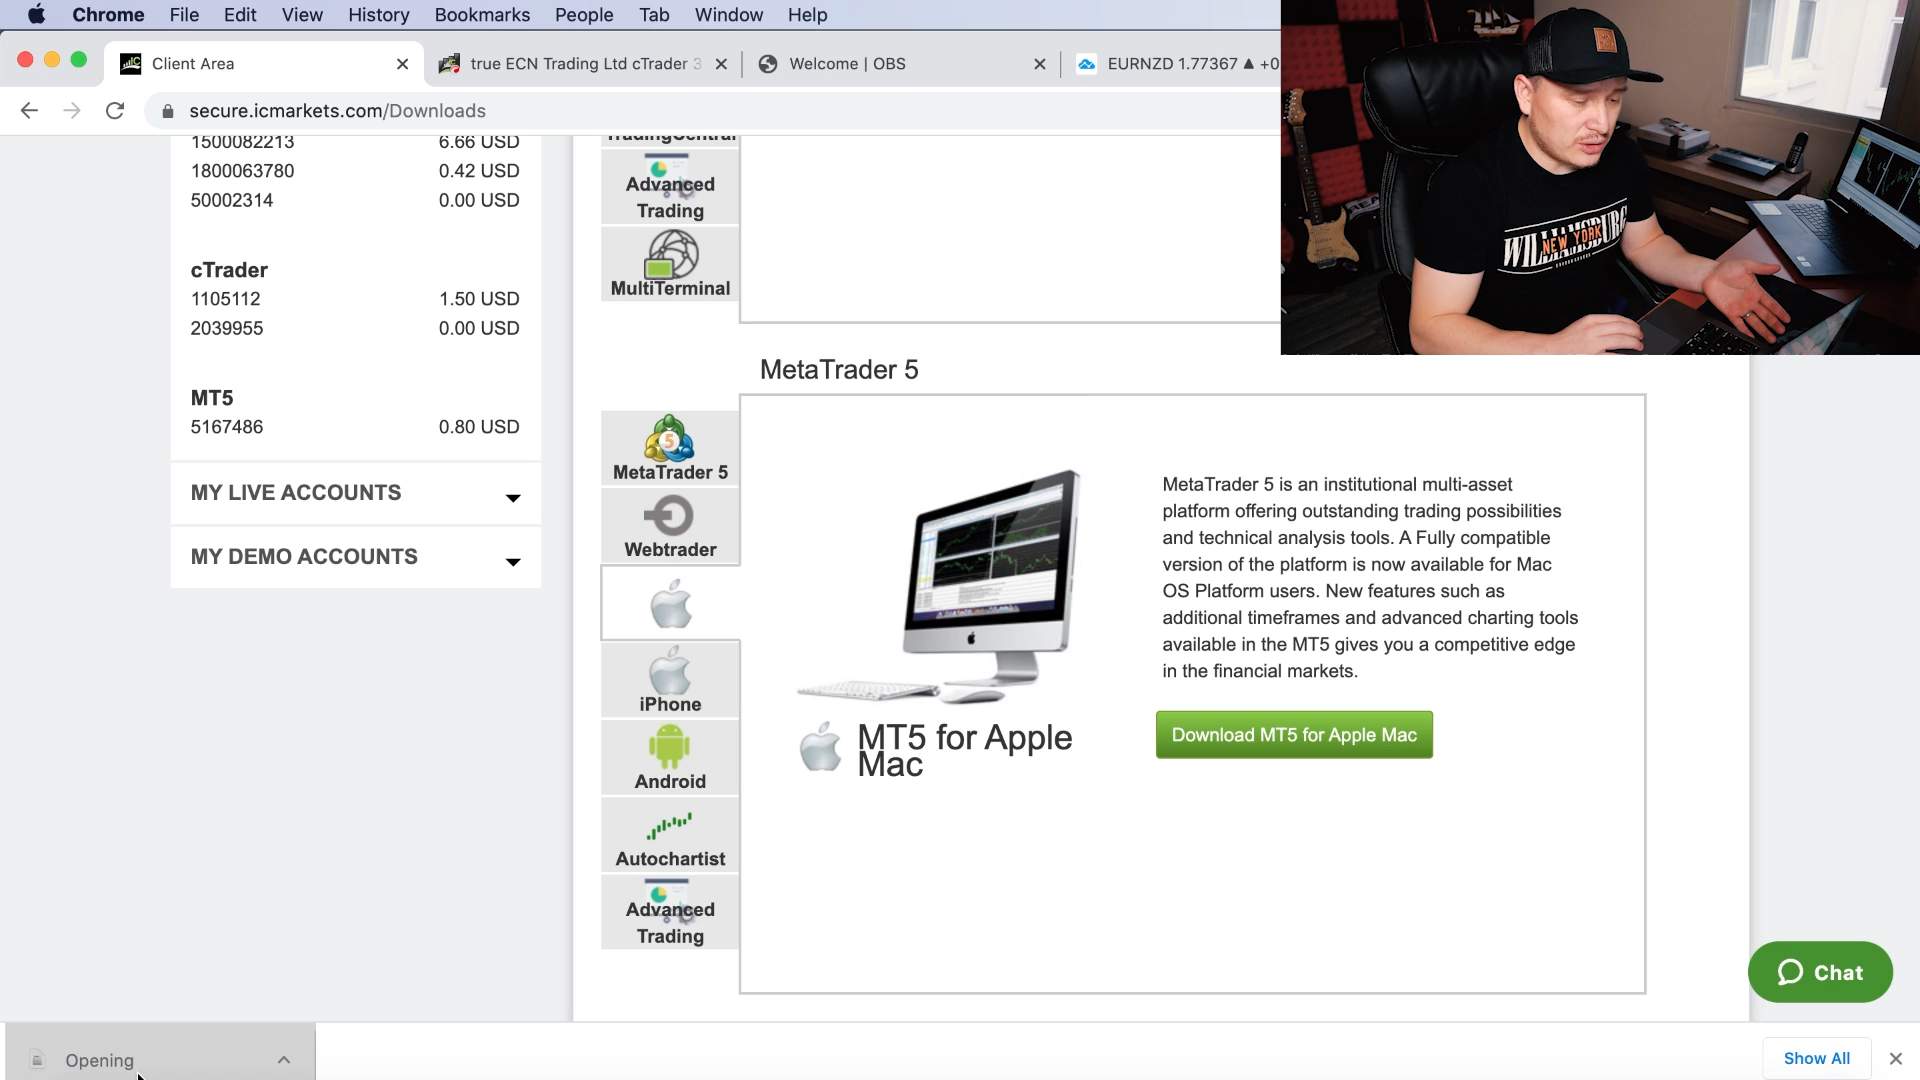 Chrome File Edit View History Bookmarks People Tab Window Help
Client Area
true ECN Trading Ltd cTrader 3
Welcome | OBS
EURNZD 1.77367 ▲ +0
secure.icmarkets.com/Downloads
1500082213 6.66 USD
1800063780 0.42 USD
50002314 0.00 USD
cTrader
1105112 1.50 USD
2039955 0.00 USD
MT5
5167486 0.80 USD
MY LIVE ACCOUNTS
MY DEMO ACCOUNTS
TradingCentral
Advanced
Trading
MultiTerminal
MetaTrader 5
5
MetaTrader 5
Webtrader
iPhone
Android
Autochartist
Advanced
Trading
MT5 for Apple
Mac
MetaTrader 5 is an institutional multi-asset
platform offering outstanding trading possibilities
and technical analysis tools. A Fully compatible
version of the platform is now available for Mac
OS Platform users. New features such as
additional timeframes and advanced charting tools
available in the MT5 gives you a competitive edge
in the financial markets.
Download MT5 for Apple Mac
WILLIAMSBURG
NEW YORK
Chat
Opening
Show All